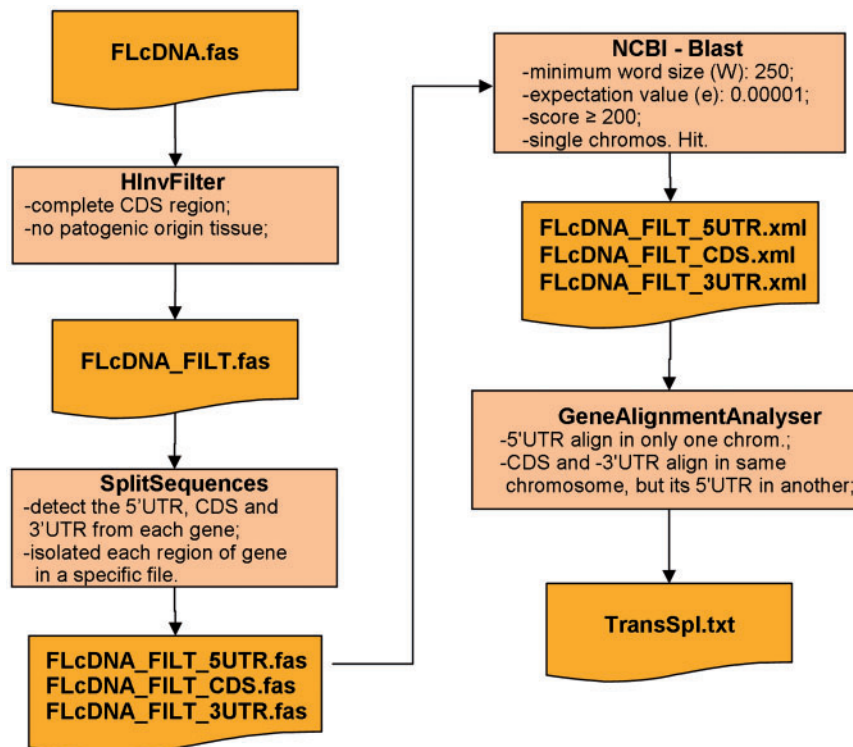 FLcDNA.fas
HInvFilter
-complete CDS region;
-no patogenic origin tissue;
FLcDNA_FILT.fas
SplitSequences
-detect the 5'UTR, CDS and
3'UTR from each gene;
-isolated each region of gene
in a specific file.
FLcDNA_FILT_5UTR.fas
FLcDNA_FILT_CDS.fas
FLcDNA_FILT_3UTR.fas
NCBI - Blast
-minimum word size (W): 250;
-expectation value (e): 0.00001;
-score ≥ 200;
-single chromos. Hit.
FLcDNA_FILT_5UTR.xml
FLcDNA_FILT_CDS.xml
FLcDNA_FILT_3UTR.xml
GeneAlignmentAnalyser
-5'UTR align in only one chrom.;
-CDS and -3'UTR align in same
chromosome, but its 5'UTR in another;
TransSpl.txt